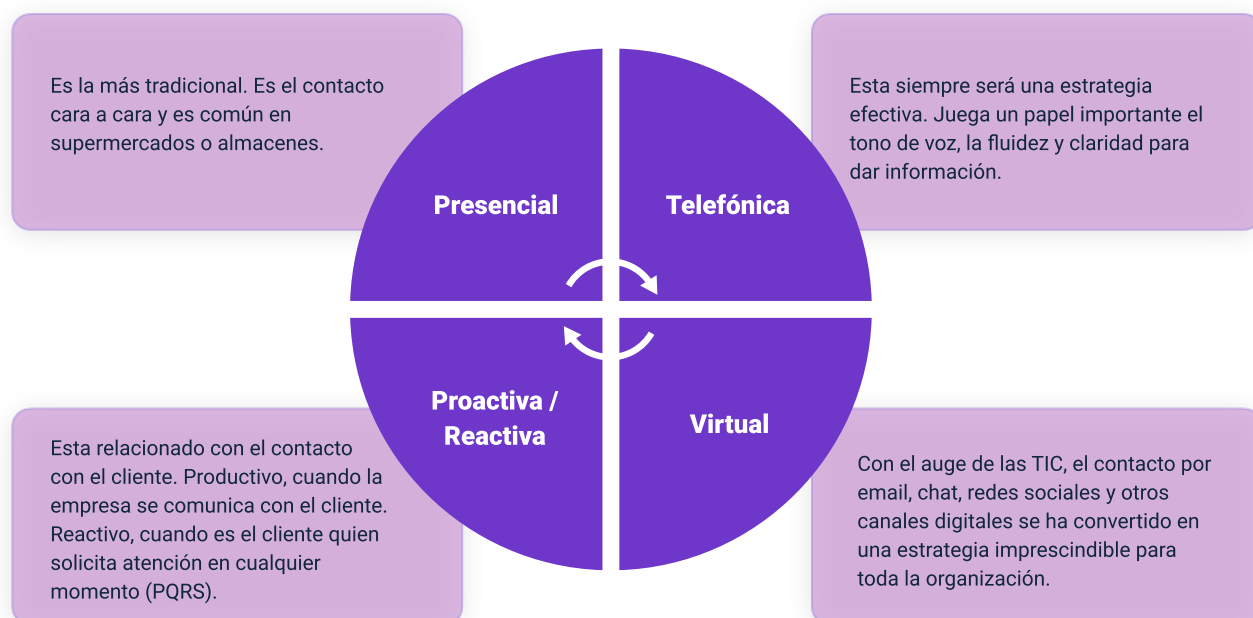 Es la más tradicional. Es el contacto
cara a cara y es común en
supermercados o almacenes.
Presencial
Telefónica
Esta siempre será una estrategia
efectiva. Juega un papel importante el
tono de voz, la fluidez y claridad para
dar información.
Esta relacionado con el contacto
con el cliente. Productivo, cuando la
empresa se comunica con el cliente.
Reactivo, cuando es el cliente quien
solicita atención en cualquier
momento (PQRS).
Proactiva /
Reactiva
Virtual
Con el auge de las TIC, el contacto por
email, chat, redes sociales y otros
canales digitales se ha convertido en
una estrategia imprescindible para
toda la organización.